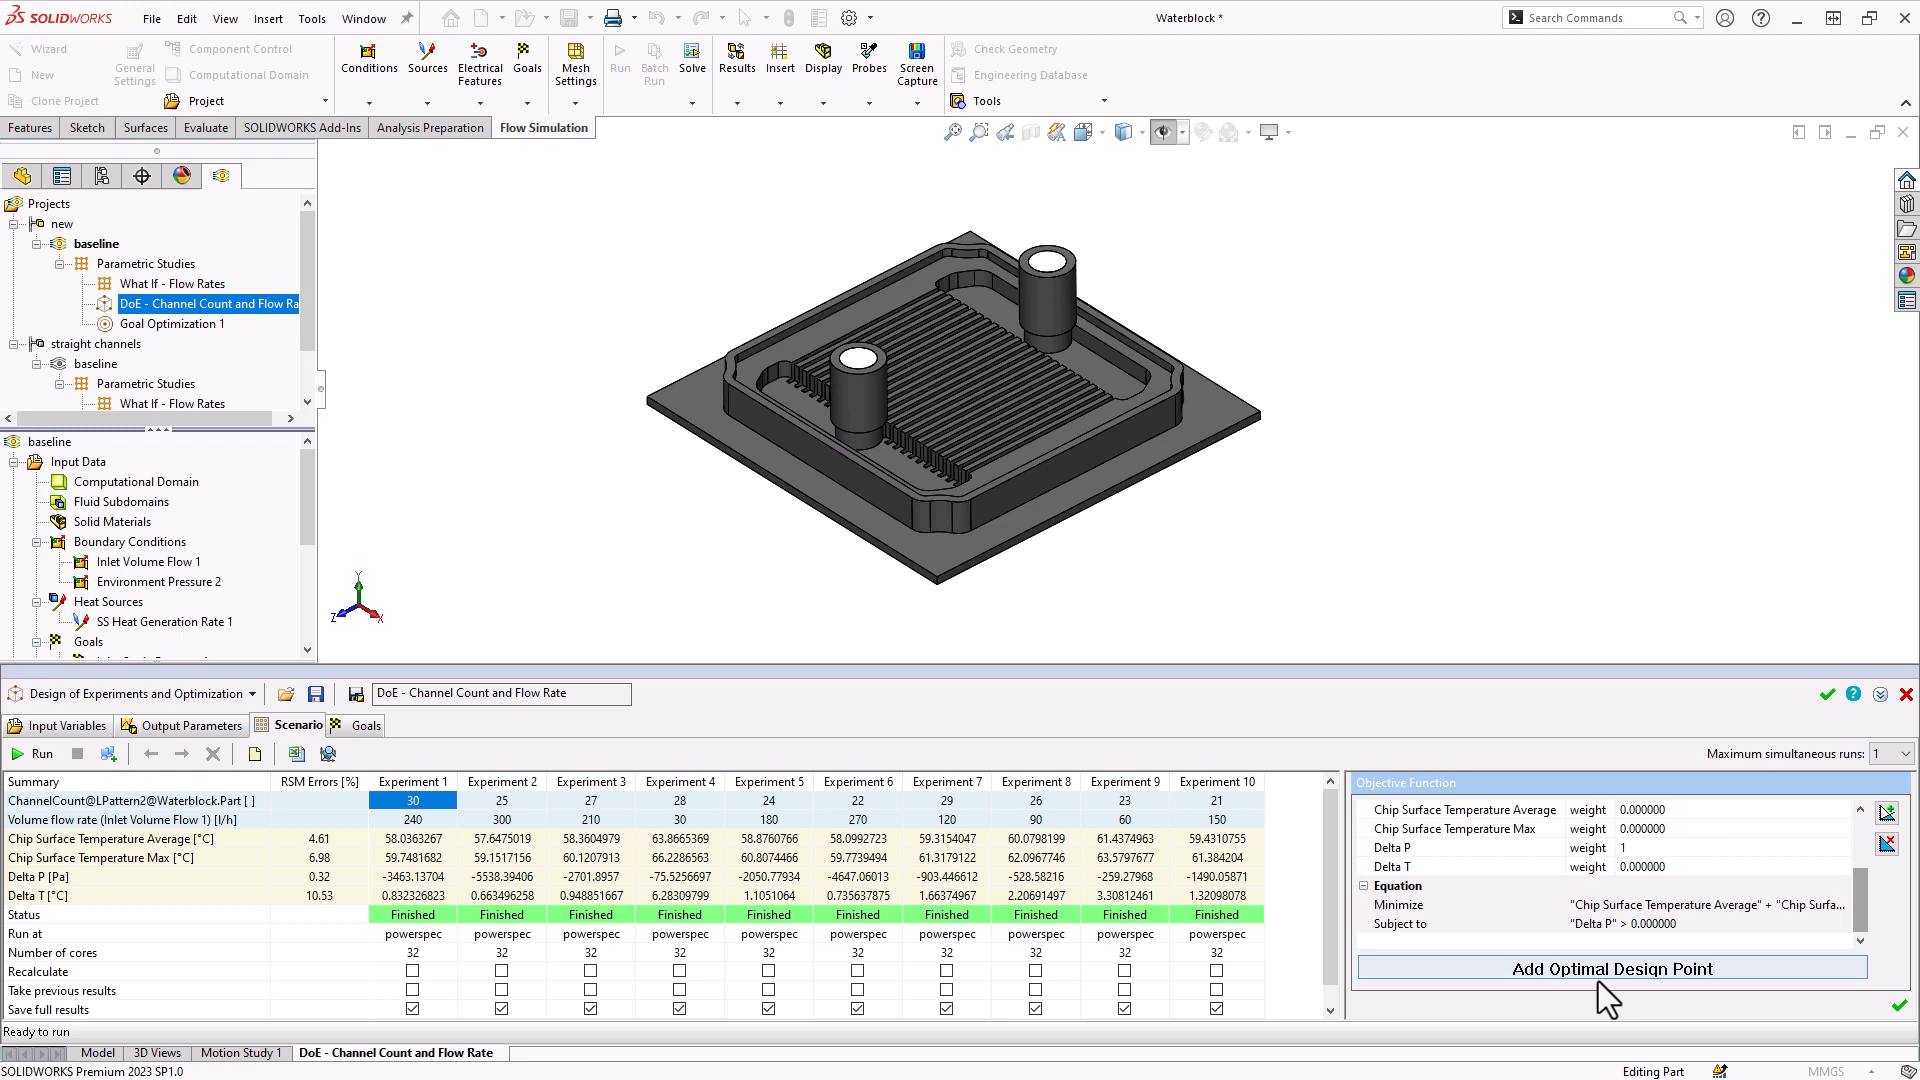 SOLIDWORKS File Edit View Insert Tools Window Waterblock * Search Commands
Wizard Component Control Check Geometry
New General Settings Computational Domain Conditions Sources Electrical Features Goals Mesh Settings Run Batch Run Solve Results Insert Display Probes Screen Capture Engineering Database
Clone Project Project Tools
Features Sketch Surfaces Evaluate SOLIDWORKS Add-Ins Analysis Preparation Flow Simulation
Projects
new
baseline
Parametric Studies
What If - Flow Rates
DoE - Channel Count and Flow Ra
Goal Optimization 1
straight channels
baseline
Parametric Studies
What If - Flow Rates
baseline
Input Data
Computational Domain
Fluid Subdomains
Solid Materials
Boundary Conditions
Inlet Volume Flow 1
Environment Pressure 2
Heat Sources
SS Heat Generation Rate 1
Goals
Y
Z X
Design of Experiments and Optimization DoE - Channel Count and Flow Rate
Input Variables Output Parameters Scenario Goals
Run Maximum simultaneous runs: 1
Summary RSM Errors [%] Experiment 1 Experiment 2 Experiment 3 Experiment 4 Experiment 5 Experiment 6 Experiment 7 Experiment 8 Experiment 9 Experiment 10
ChannelCount@LPattern2@Waterblock.Part [ ] 30 25 27 28 24 22 29 26 23 21
Volume flow rate (Inlet Volume Flow 1) [l/h] 240 300 210 30 180 270 120 90 60 150
Chip Surface Temperature Average [°C] 4.61 58.0363267 57.6475019 58.3604979 63.8665369 58.8760766 58.0992723 59.3154047 60.0798199 61.4374963 59.4310755
Chip Surface Temperature Max [°C] 6.98 59.7481682 59.1517156 60.1207913 66.2286563 60.8074466 59.7739494 61.3179122 62.0967746 63.5797677 61.384204
Delta P [Pa] 0.32 -3463.13704 -5538.39406 -2701.8957 -75.5256697 -2050.77934 -4647.06013 -903.446612 -528.58216 -259.27968 -1490.05871
Delta T [°C] 10.53 0.832326823 0.663496258 0.948851667 6.28309799 1.1051064 0.735637875 1.66374967 2.20691497 3.30812461 1.32098078
Status Finished Finished Finished Finished Finished Finished Finished Finished Finished Finished
Run at powerspec powerspec powerspec powerspec powerspec powerspec powerspec powerspec powerspec powerspec
Number of cores 32 32 32 32 32 32 32 32 32 32
Recalculate
Take previous results
Save full results
Objective Function
Chip Surface Temperature Average weight 0.000000
Chip Surface Temperature Max weight 0.000000
Delta P weight 1
Delta T weight 0.000000
Equation
Minimize "Chip Surface Temperature Average" + "Chip Surfa...
Subject to "Delta P" > 0.000000
Add Optimal Design Point
Ready to run
Model 3D Views Motion Study 1 DoE - Channel Count and Flow Rate
SOLIDWORKS Premium 2023 SP1.0 Editing Part MMGS